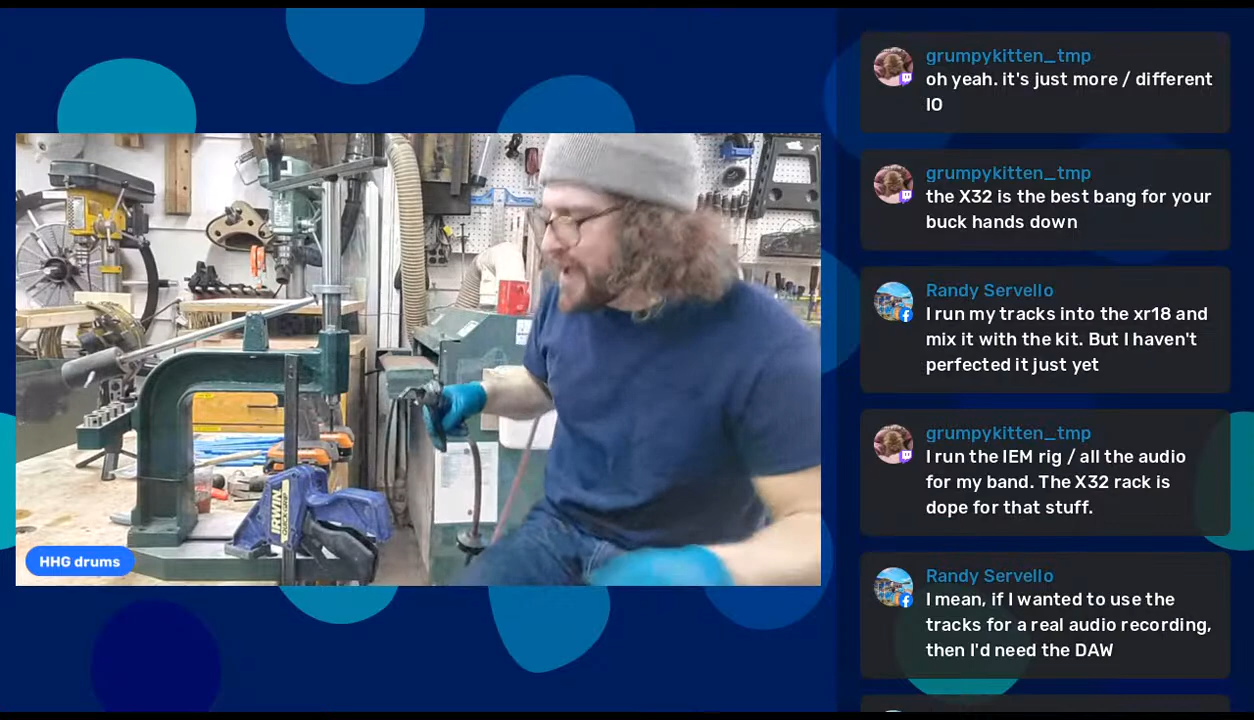 grumpykitten_tmp
oh yeah. it's just more / different
IO
grumpykitten_tmp
the X32 is the best bang for your
buck hands down
Randy Servello
I run my tracks into the xr18 and
mix it with the kit. But I haven't
perfected it just yet
grumpykitten_tmp
I run the IEM rig / all the audio
for my band. The X32 rack is
dope for that stuff.
Randy Servello
I mean, if I wanted to use the
tracks for a real audio recording,
then I'd need the DAW
IRWIN
QUICK-GRIP
HHG drums